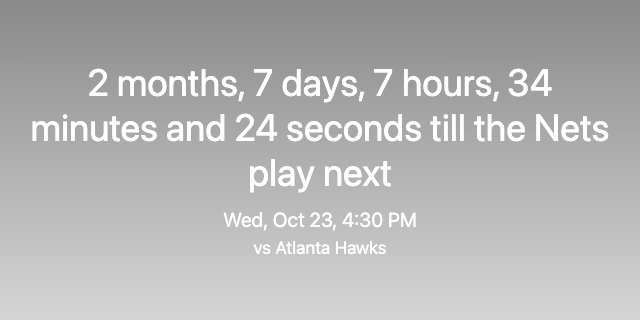 2 months, 7 days, 7 hours, 34
minutes and 24 seconds till the Nets
play next
Wed, Oct 23, 4:30 PM
vs Atlanta Hawks